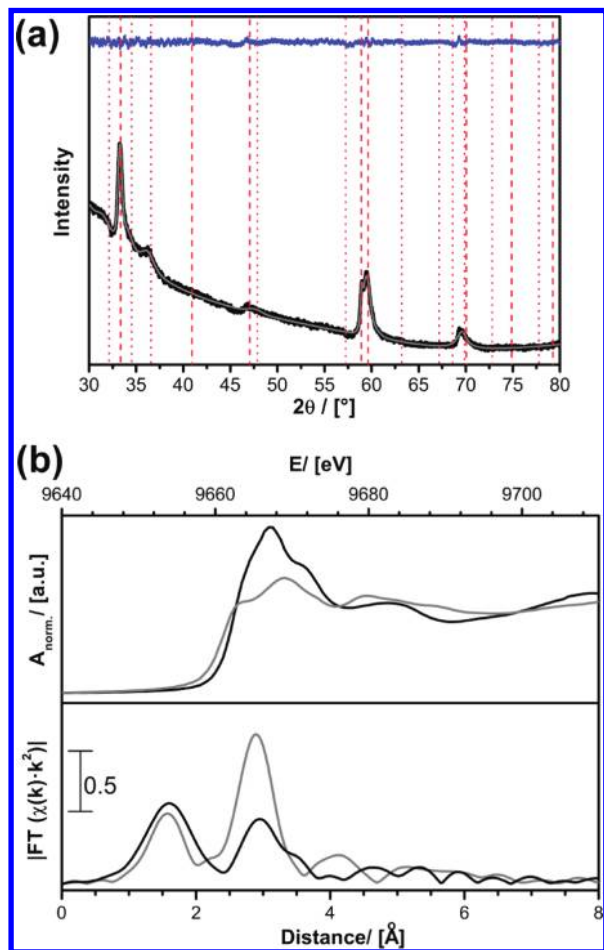 (a)
Intensity
30 35 40 45 50 55 60 65 70 75 80
2θ / [°]
(b)
E/ [eV]
9640 9660 9680 9700
A norm. / [a.u.]
|FT (χ(k)·k²)|
0.5
0 2 4 6 8
Distance/ [Å]